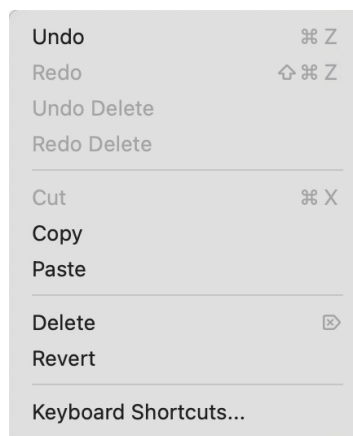 Undo ⌘ Z
Redo ⇧ ⌘ Z
Undo Delete
Redo Delete
Cut ⌘ X
Copy
Paste
Delete ⌦
Revert
Keyboard Shortcuts...